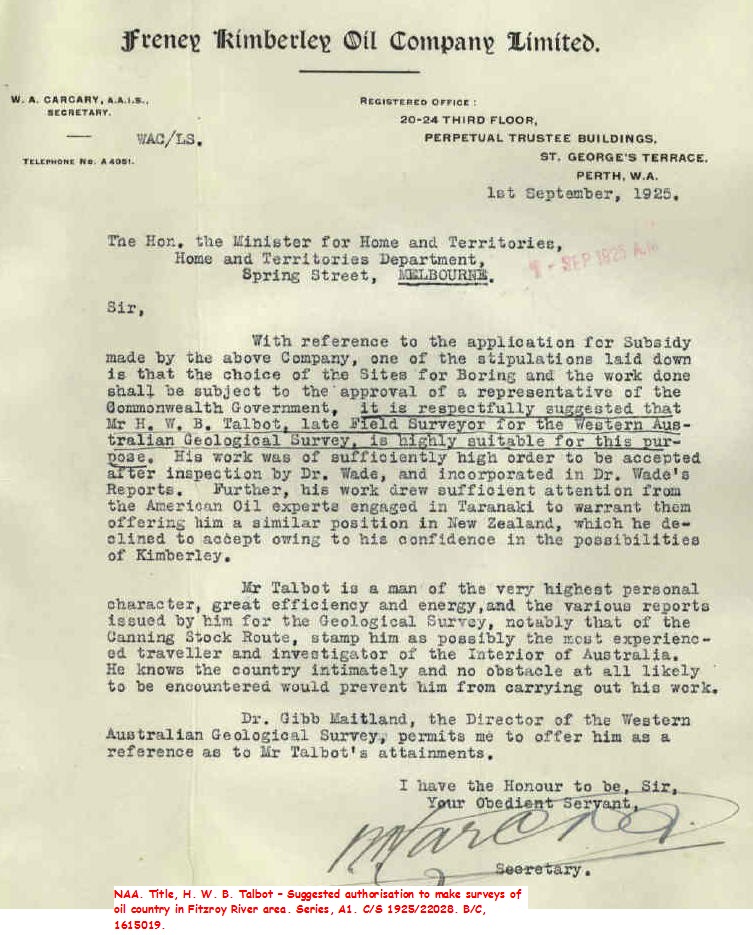 Freney Kimberley Oil Company Limited.
W. A. CARCARY, A.A.I.S.,
SECRETARY.
WAC/LS.
TELEPHONE No. A4051.
REGISTERED OFFICE :
20-24 THIRD FLOOR,
PERPETUAL TRUSTEE BUILDINGS,
ST. GEORGE'S TERRACE,
PERTH, W.A.
1st September, 1925.
The Hon. the Minister for Home and Territories,
Home and Territories Department,
Spring Street, MELBOURNE.
SEP 1925 A.M.
Sir,
With reference to the application for Subsidy
made by the above Company, one of the stipulations laid down
is that the choice of the Sites for Boring and the work done
shall be subject to the approval of a representative of the
Commonwealth Government, it is respectfully suggested that
Mr H. W. B. Talbot, late Field Surveyor for the Western Aus-
tralian Geological Survey, is highly suitable for this pur-
pose. His work was of sufficiently high order to be accepted
after inspection by Dr. Wade, and incorporated in Dr. Wade's
Reports. Further, his work drew sufficient attention from
the American Oil experts engaged in Taranaki to warrant them
offering him a similar position in New Zealand, which he de-
clined to accept owing to his confidence in the possibilities
of Kimberley.
Mr Talbot is a man of the very highest personal
character, great efficiency and energy,and the various reports
issued by him for the Geological Survey, notably that of the
Canning Stock Route, stamp him as possibly the most experienc-
ed traveller and investigator of the Interior of Australia.
He knows the country intimately and no obstacle at all likely
to be encountered would prevent him from carrying out his work.
Dr. Gibb Maitland, the Director of the Western
Australian Geological Survey, permits me to offer him as a
reference as to Mr Talbot's attainments.
I have the Honour to be, Sir,
Your Obedient Servant,
Secretary.
NAA. Title, H. W. B. Talbot – Suggested authorisation to make surveys of
oil country in Fitzroy River area. Series, A1. C/S 1925/22028. B/C,
1615019.